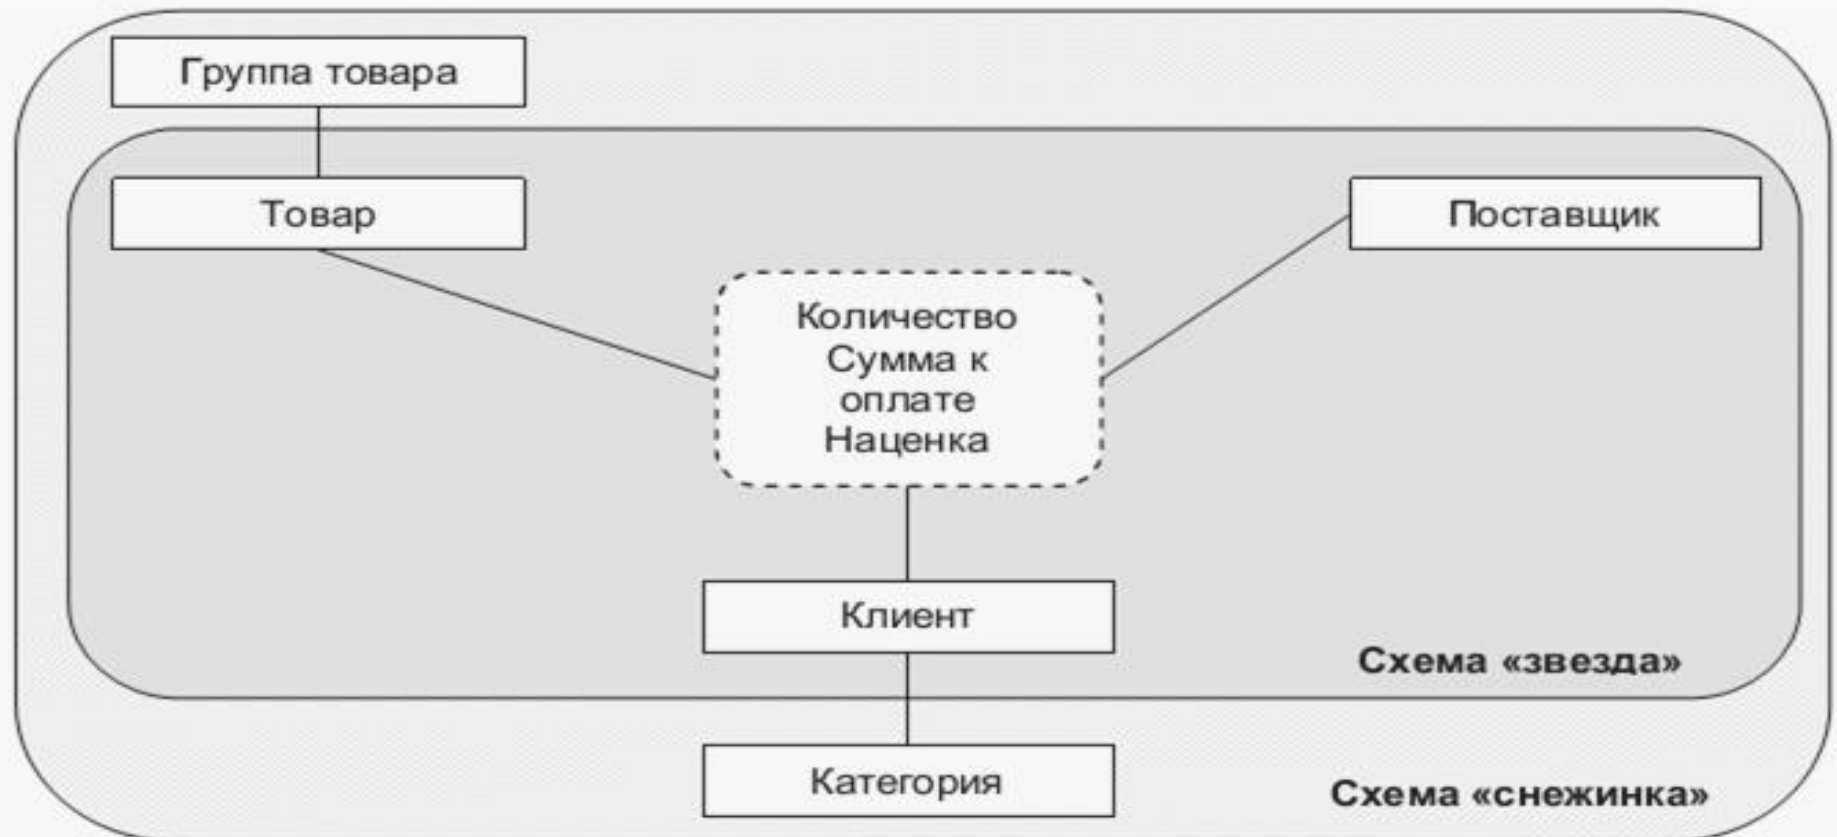 Группа товара
Товар
Поставщик
Количество
Сумма к
оплате
Наценка
Клиент
Схема «звезда»
Категория
Схема «снежинка»